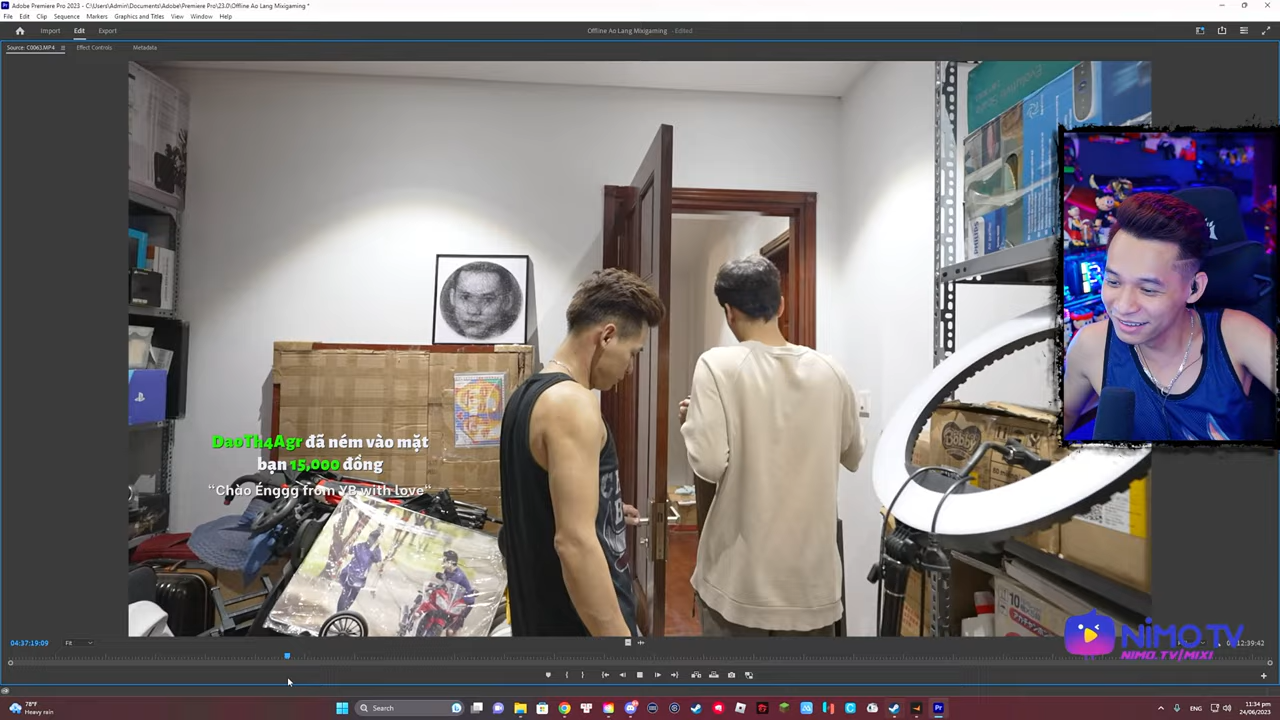 Adobe Premiere Pro 2023 - C:\Users\Admin\Documents\Adobe\Premiere Pro\23.0\Offline Ao Lang Mixigaming *
File Edit Clip Sequence Markers Graphics and Titles View Window Help
Import Edit Export
Offline Ao Lang Mixigaming - Edited
Source: C0063.MP4 Effect Controls Metadata
DaoTh4Agr đã ném vào mặt
bạn 15,000 đồng
“Chào Énggg from YB with love“
Bobby
10
NIMO TV
NIMO.TV/MIXI
04:37:19:09
Fit
12:39:42
78°F
Heavy rain
Search
ENG
11:34 PM
24/06/2023